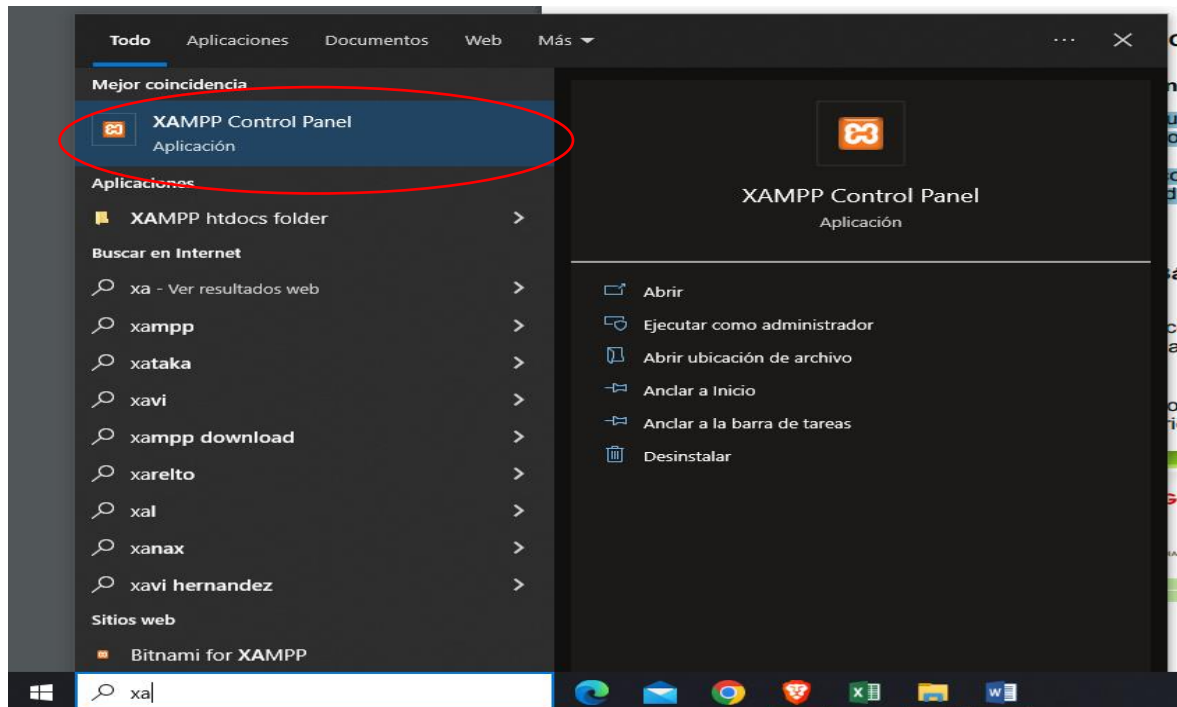 Todo Aplicaciones Documentos Web Más
Mejor coincidencia
XAMPP Control Panel
Aplicación
Aplicaciones
XAMPP htdocs folder
Buscar en Internet
xa - Ver resultados web
xampp
xataka
xavi
xampp download
xarelto
xal
xanax
xavi hernandez
Sitios web
Bitnami for XAMPP
xa
XAMPP Control Panel
Aplicación
Abrir
Ejecutar como administrador
Abrir ubicación de archivo
Anclar a Inicio
Anclar a la barra de tareas
Desinstalar